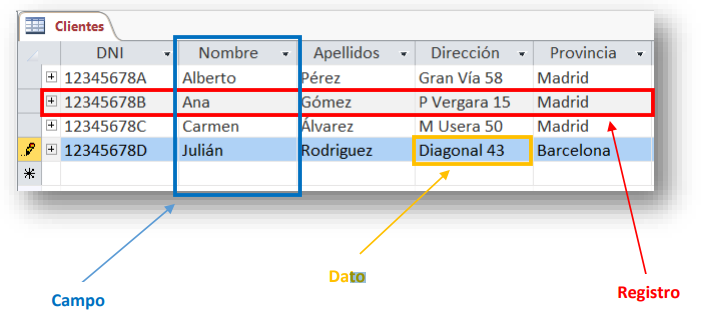 Clientes
DNI Nombre Apellidos Dirección Provincia
12345678A Alberto Pérez Gran Vía 58 Madrid
12345678B Ana Gómez P Vergara 15 Madrid
12345678C Carmen Álvarez M Usera 50 Madrid
12345678D Julián Rodriguez Diagonal 43 Barcelona
Dato
Registro
Campo